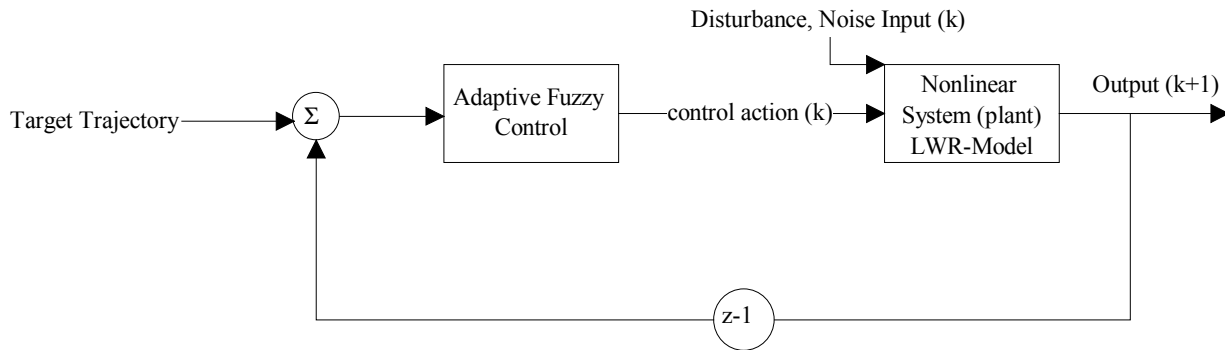 Disturbance, Noise Input (k)
Target Trajectory
Σ
Adaptive Fuzzy
Control
control action (k)
Nonlinear
System (plant)
LWR-Model
Output (k+1)
z-1